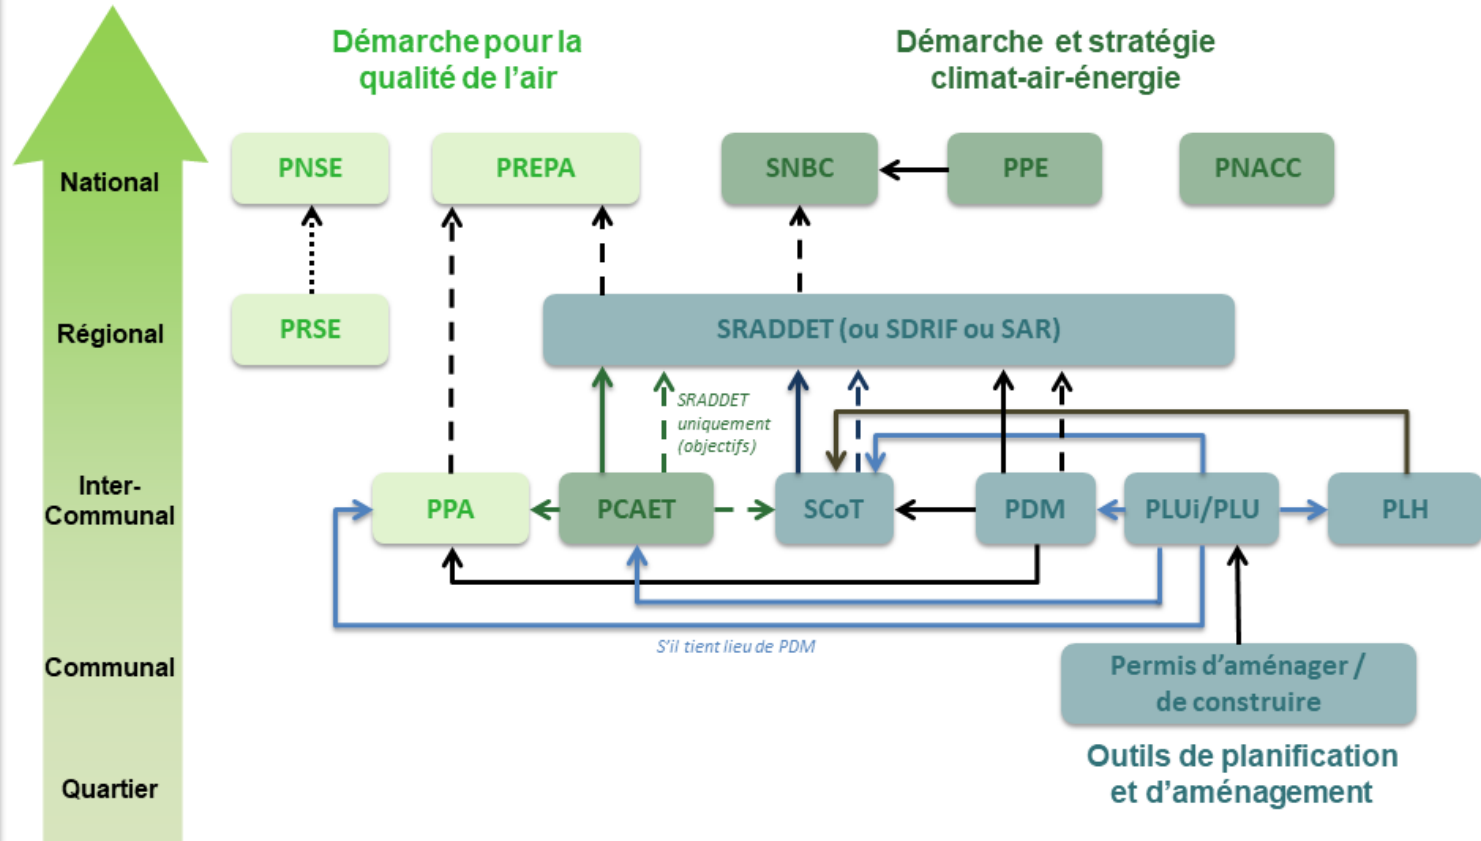 Démarche pour la
qualité de l'air
Démarche et stratégie
climat-air-énergie
National
PNSE
PREPA
SNBC
PPE
PNACC
Régional
PRSE
SRADDET (ou SDRIF ou SAR)
SRADDET
uniquement
(objectifs)
Inter-
Communal
PPA
PCAET
SCoT
PDM
PLUi/PLU
PLH
S'il tient lieu de PDM
Communal
Permis d'aménager /
de construire
Outils de planification
et d'aménagement
Quartier